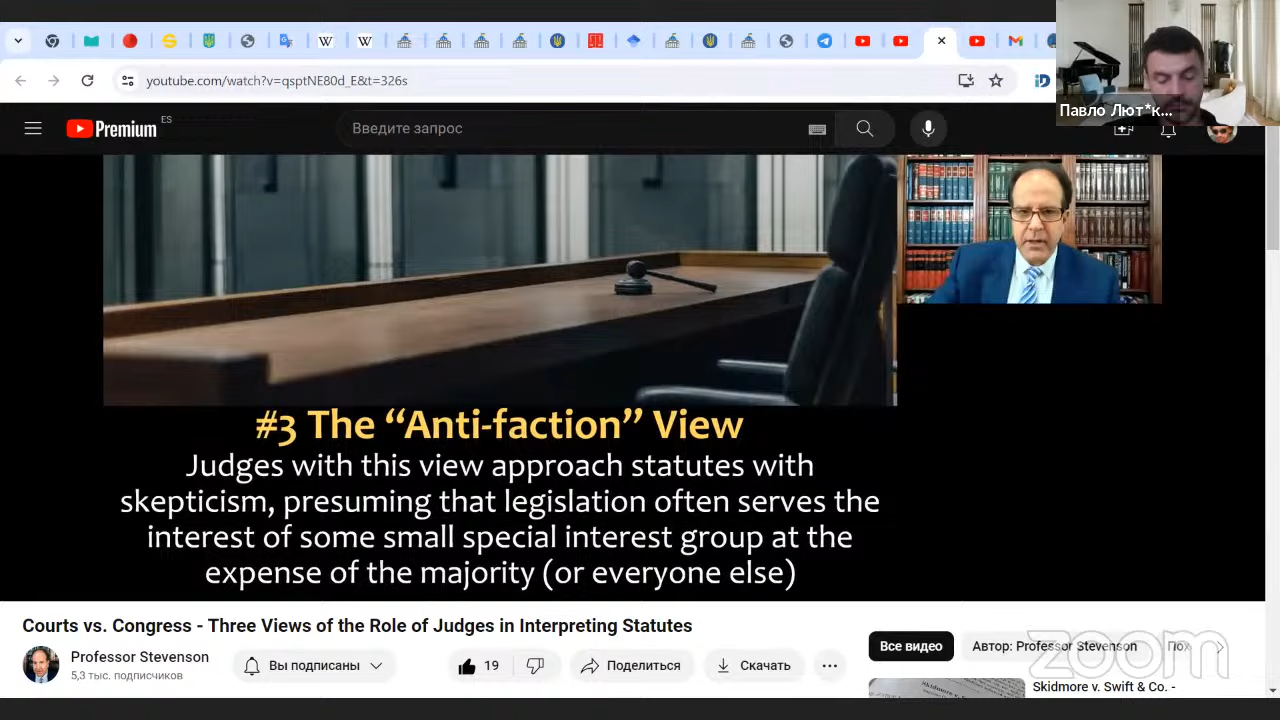 youtube.com/watch?v=qsptNE80d_E&t=326s
Павло Лют*к...
Premium
ES
Введите запрос
#3 The “Anti-faction” View
Judges with this view approach statutes with
skepticism, presuming that legislation often serves the
interest of some small special interest group at the
expense of the majority (or everyone else)
Courts vs. Congress - Three Views of the Role of Judges in Interpreting Statutes
Professor Stevenson
5,3 тыс. подписчиков
Вы подписаны
19
Поделиться
Скачать
Все видео
Автор: Professor Stevenson
Пох
zoom
Skidmore v. Swift & Co. -